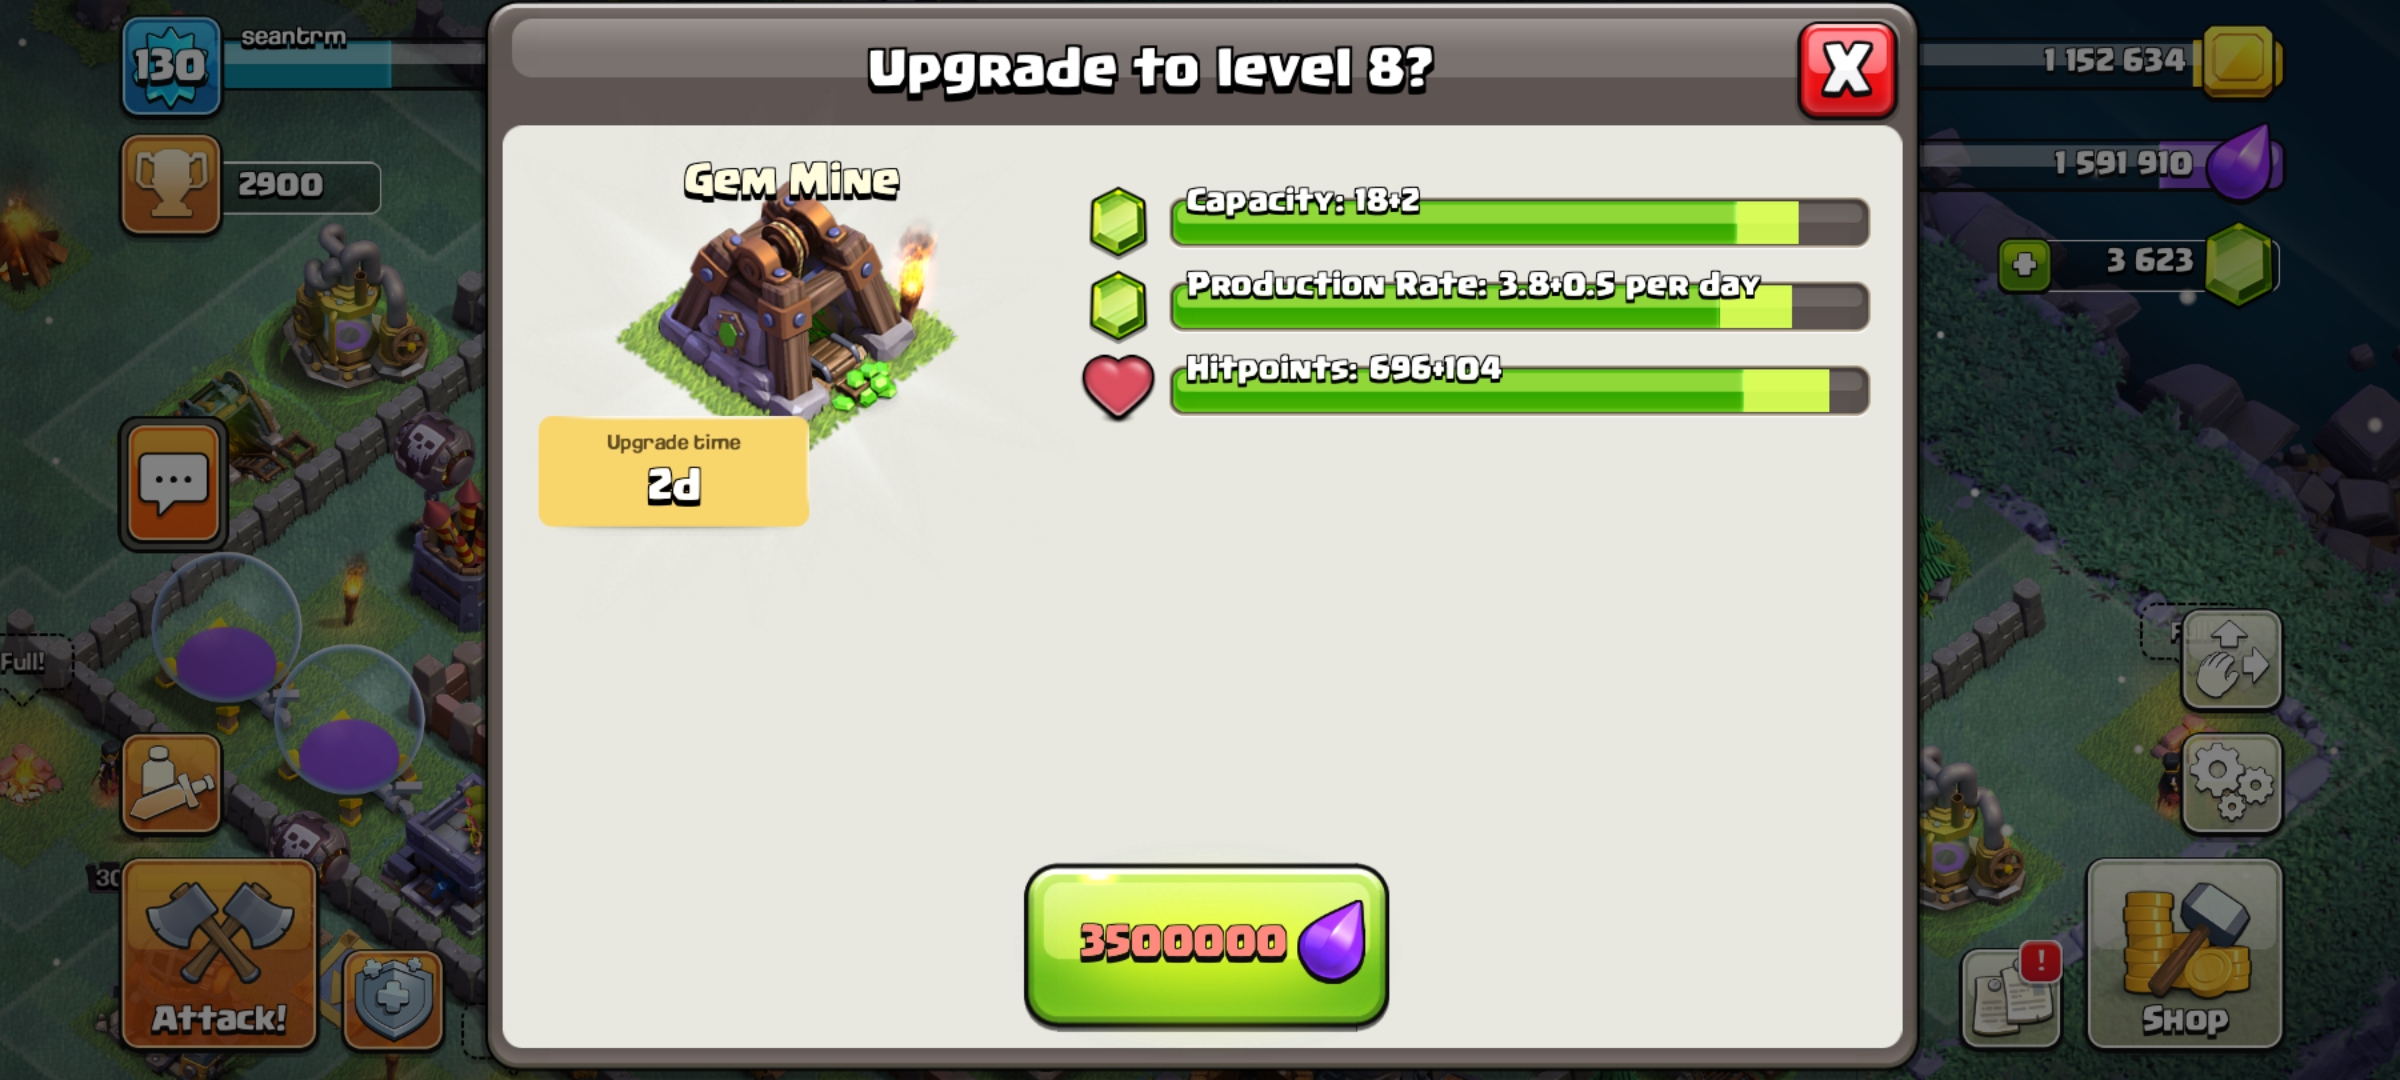 130
seantrm
2900
Upgrade to level 8?
X
1 152 634
1 591 910
3 623
Gem Mine
Capacity: 18+2
Production Rate: 3.8+0.5 per day
Hitpoints: 696+104
Upgrade time
2d
Full!
30
Attack!
3500000
!
Shop